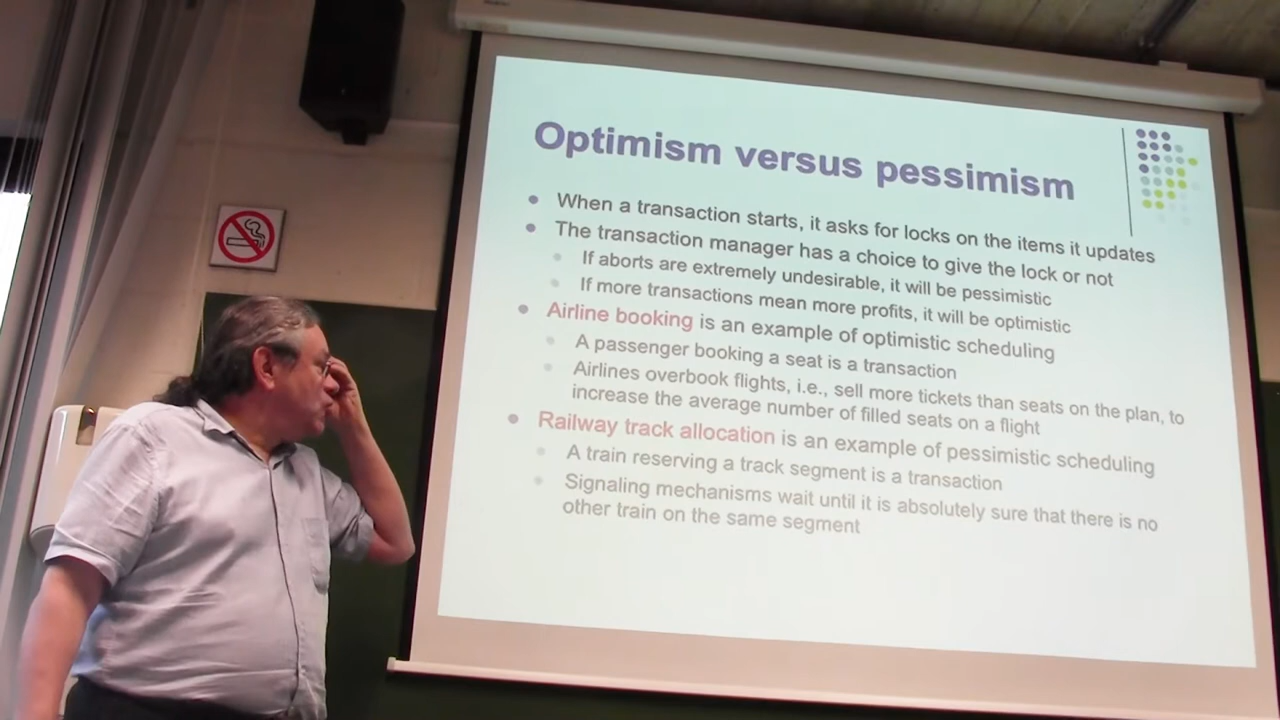 Optimism versus pessimism
When a transaction starts, it asks for locks on the items it updates
The transaction manager has a choice to give the lock or not
If aborts are extremely undesirable, it will be pessimistic
If more transactions mean more profits, it will be optimistic
Airline booking is an example of optimistic scheduling
A passenger booking a seat is a transaction
Airlines overbook flights, i.e., sell more tickets than seats on the plan, to
increase the average number of filled seats on a flight
Railway track allocation is an example of pessimistic scheduling
A train reserving a track segment is a transaction
Signaling mechanisms wait until it is absolutely sure that there is no
other train on the same segment